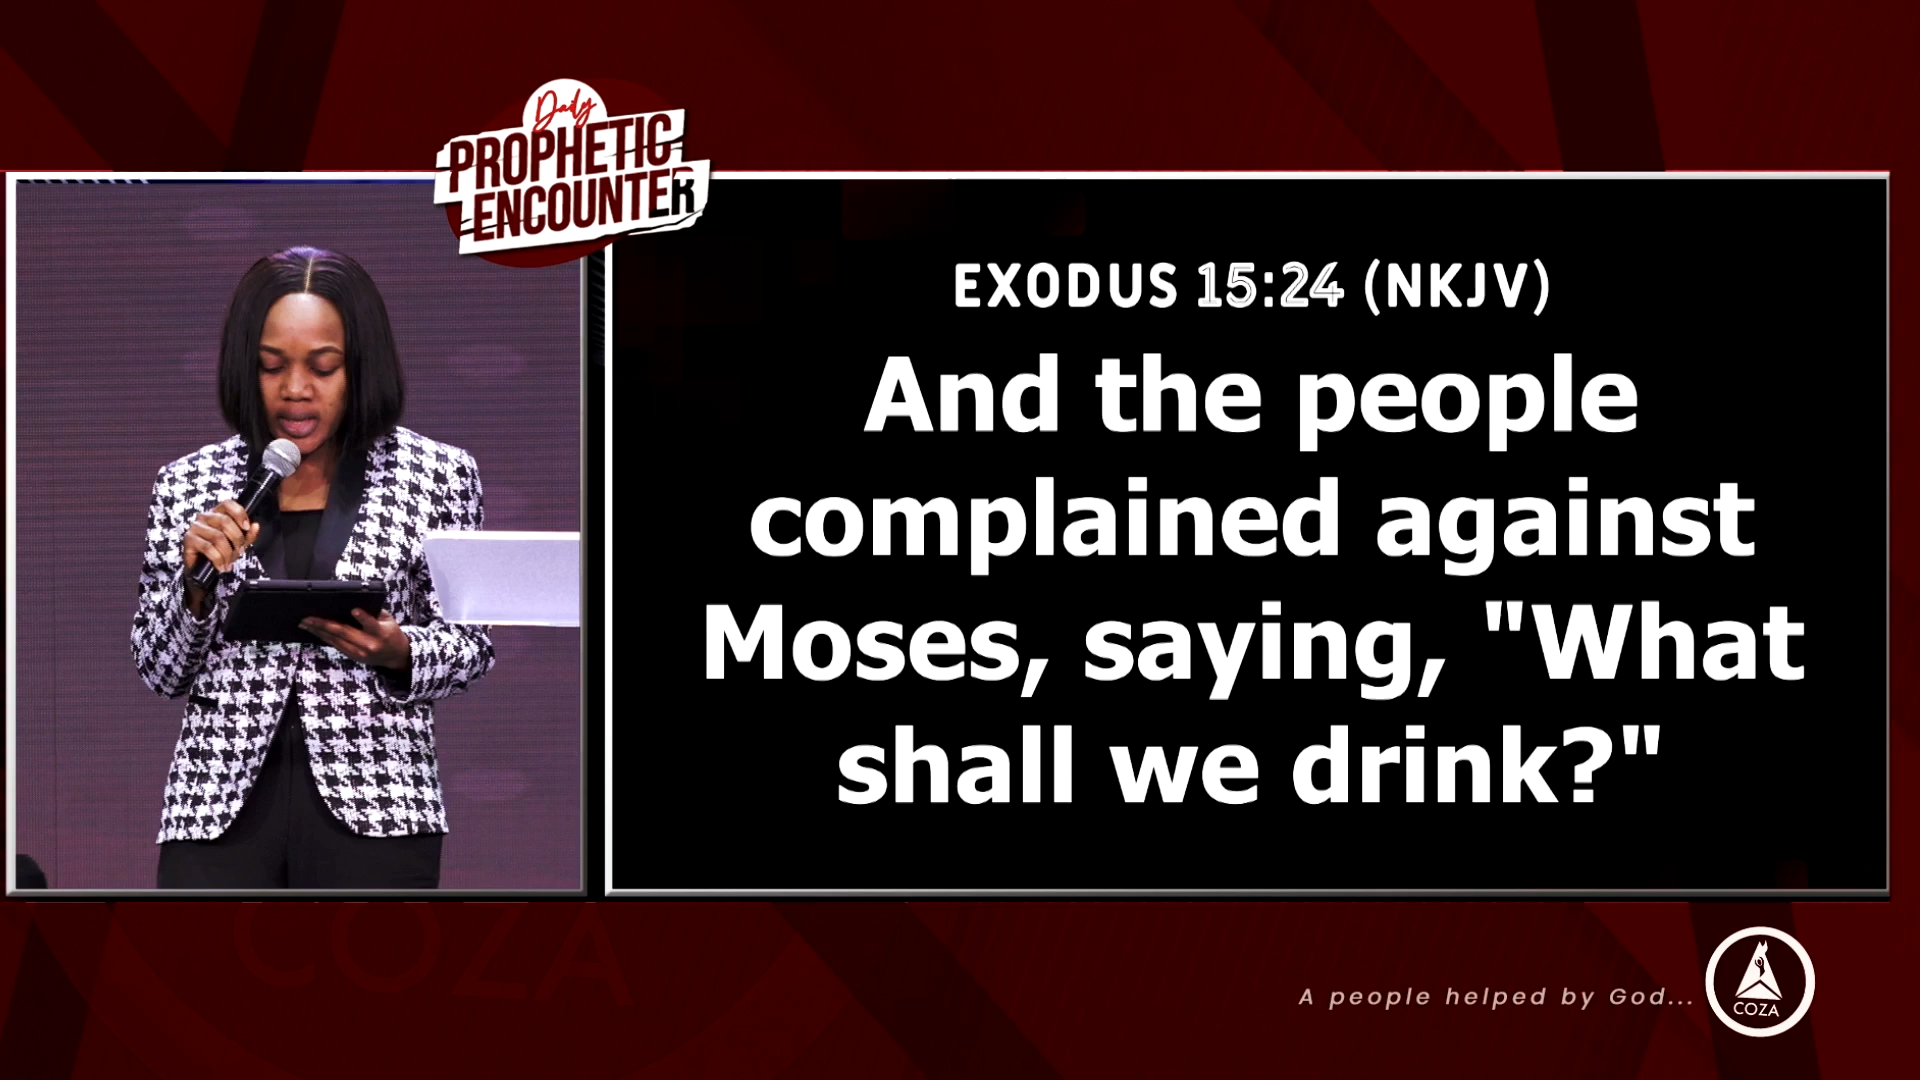 Daily
PROPHETIC
ENCOUNTER
EXODUS 15:24 (NKJV)
And the people
complained against
Moses, saying, "What
shall we drink?"
COZA
A people helped by God...
COZA